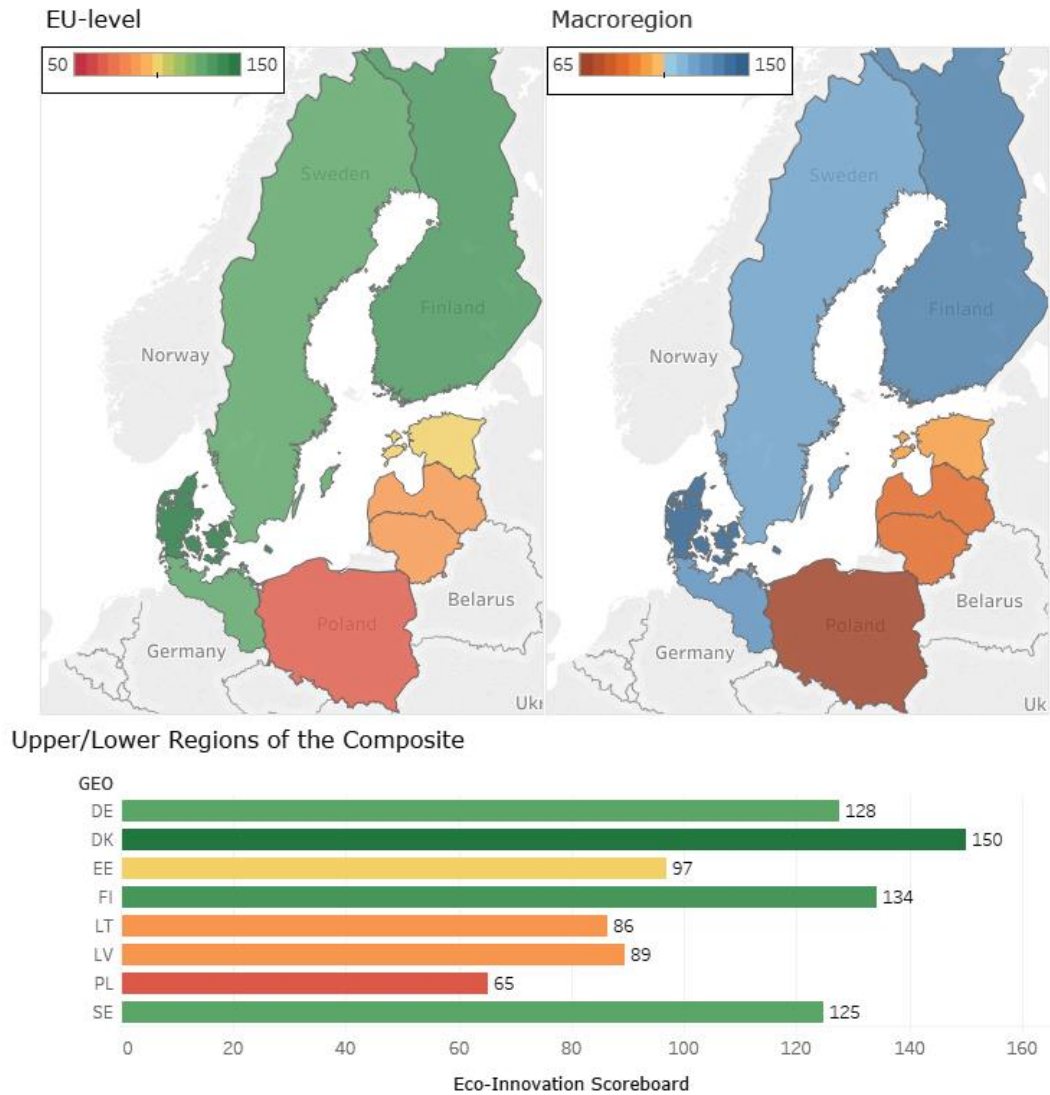 EU-level
Macroregion
50 150
65 150
Sweden
Sweden
Finland
Finland
Norway
Norway
Belarus
Belarus
Poland
Poland
Germany
Germany
Ukr
Uk
Upper/Lower Regions of the Composite
GEO
DE 128
DK 150
EE 97
FI 134
LT 86
LV 89
PL 65
SE 125
0 20 40 60 80 100 120 140 160
Eco-Innovation Scoreboard